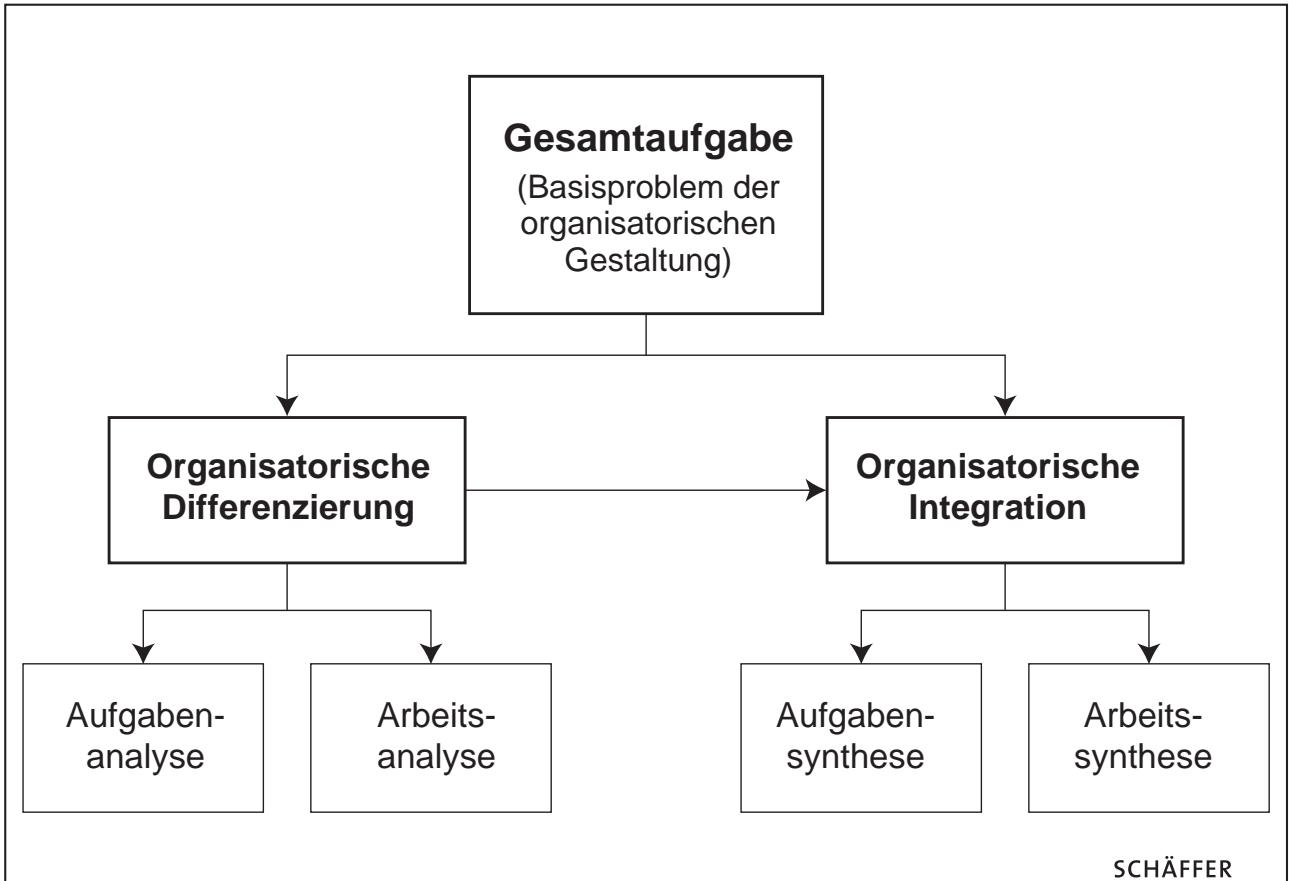 Gesamtaufgabe
(Basisproblem der
organisatorischen
Gestaltung)
Organisatorische
Differenzierung
Organisatorische
Integration
Aufgaben-
analyse
Arbeits-
analyse
Aufgaben-
synthese
Arbeits-
synthese
SCHÄFFER